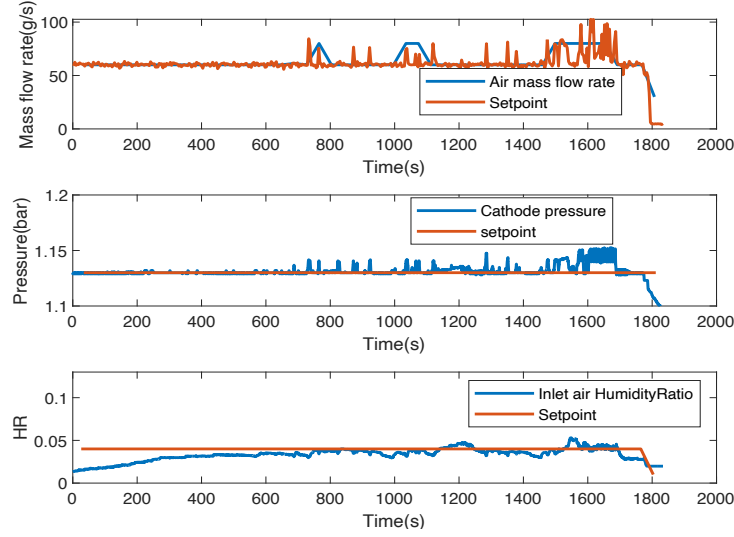 Mass flow rate(g/s)
100
50
0
Air mass flow rate
Setpoint
0 200 400 600 800 1000 1200 1400 1600 1800 2000
Time(s)
Pressure(bar)
1.2
1.15
1.1
Cathode pressure
setpoint
0 200 400 600 800 1000 1200 1400 1600 1800 2000
Time(s)
HR
0.1
0.05
0
Inlet air HumidityRatio
Setpoint
0 200 400 600 800 1000 1200 1400 1600 1800 2000
Time(s)